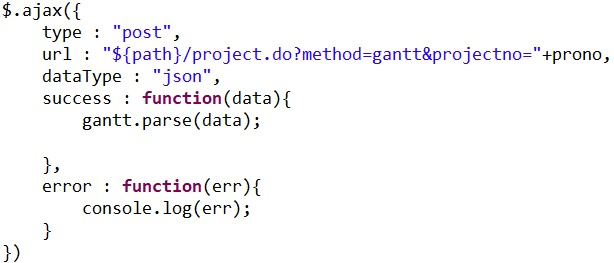 $.ajax({
    type : "post",
    url : "${path}/project.do?method=gantt&projectno="+prono,
    dataType : "json",
    success : function(data){
        gantt.parse(data);

    },
    error : function(err){
        console.log(err);
    }
})